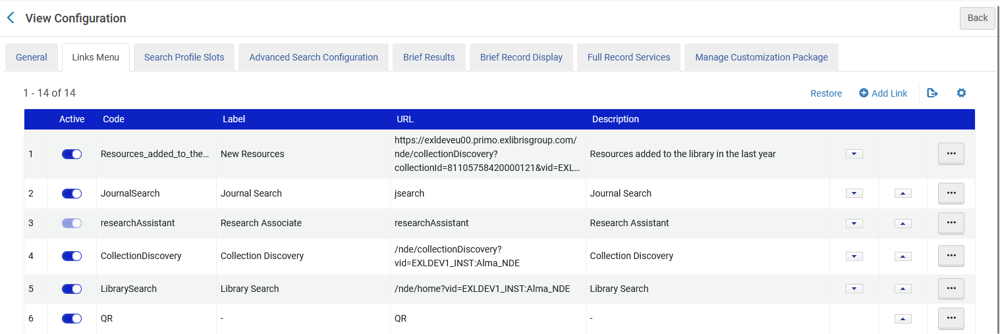 View Configuration
Back
General
Links Menu
Search Profile Slots
Advanced Search Configuration
Brief Results
Brief Record Display
Full Record Services
Manage Customization Package
1 - 14 of 14
Restore
Add Link
Active Code Label URL Description
https://exldeveu00.primo.exlibrisgroup.com/
1 Resources_added_to_the... New Resources /nde/collectionDiscovery? Resources added to the library in the last year
collectionId=81105758420000121&vid=EXL...
2 JournalSearch Journal Search jsearch Journal Search
3 researchAssistant Research Associate researchAssistant Research Assistant
/nde/collectionDiscovery?
4 CollectionDiscovery Collection Discovery Collection Discovery
vid=EXLDEV1_INST:Alma_NDE
5 LibrarySearch Library Search /nde/home?vid=EXLDEV1_INST:Alma_NDE Library Search
6 QR - QR -